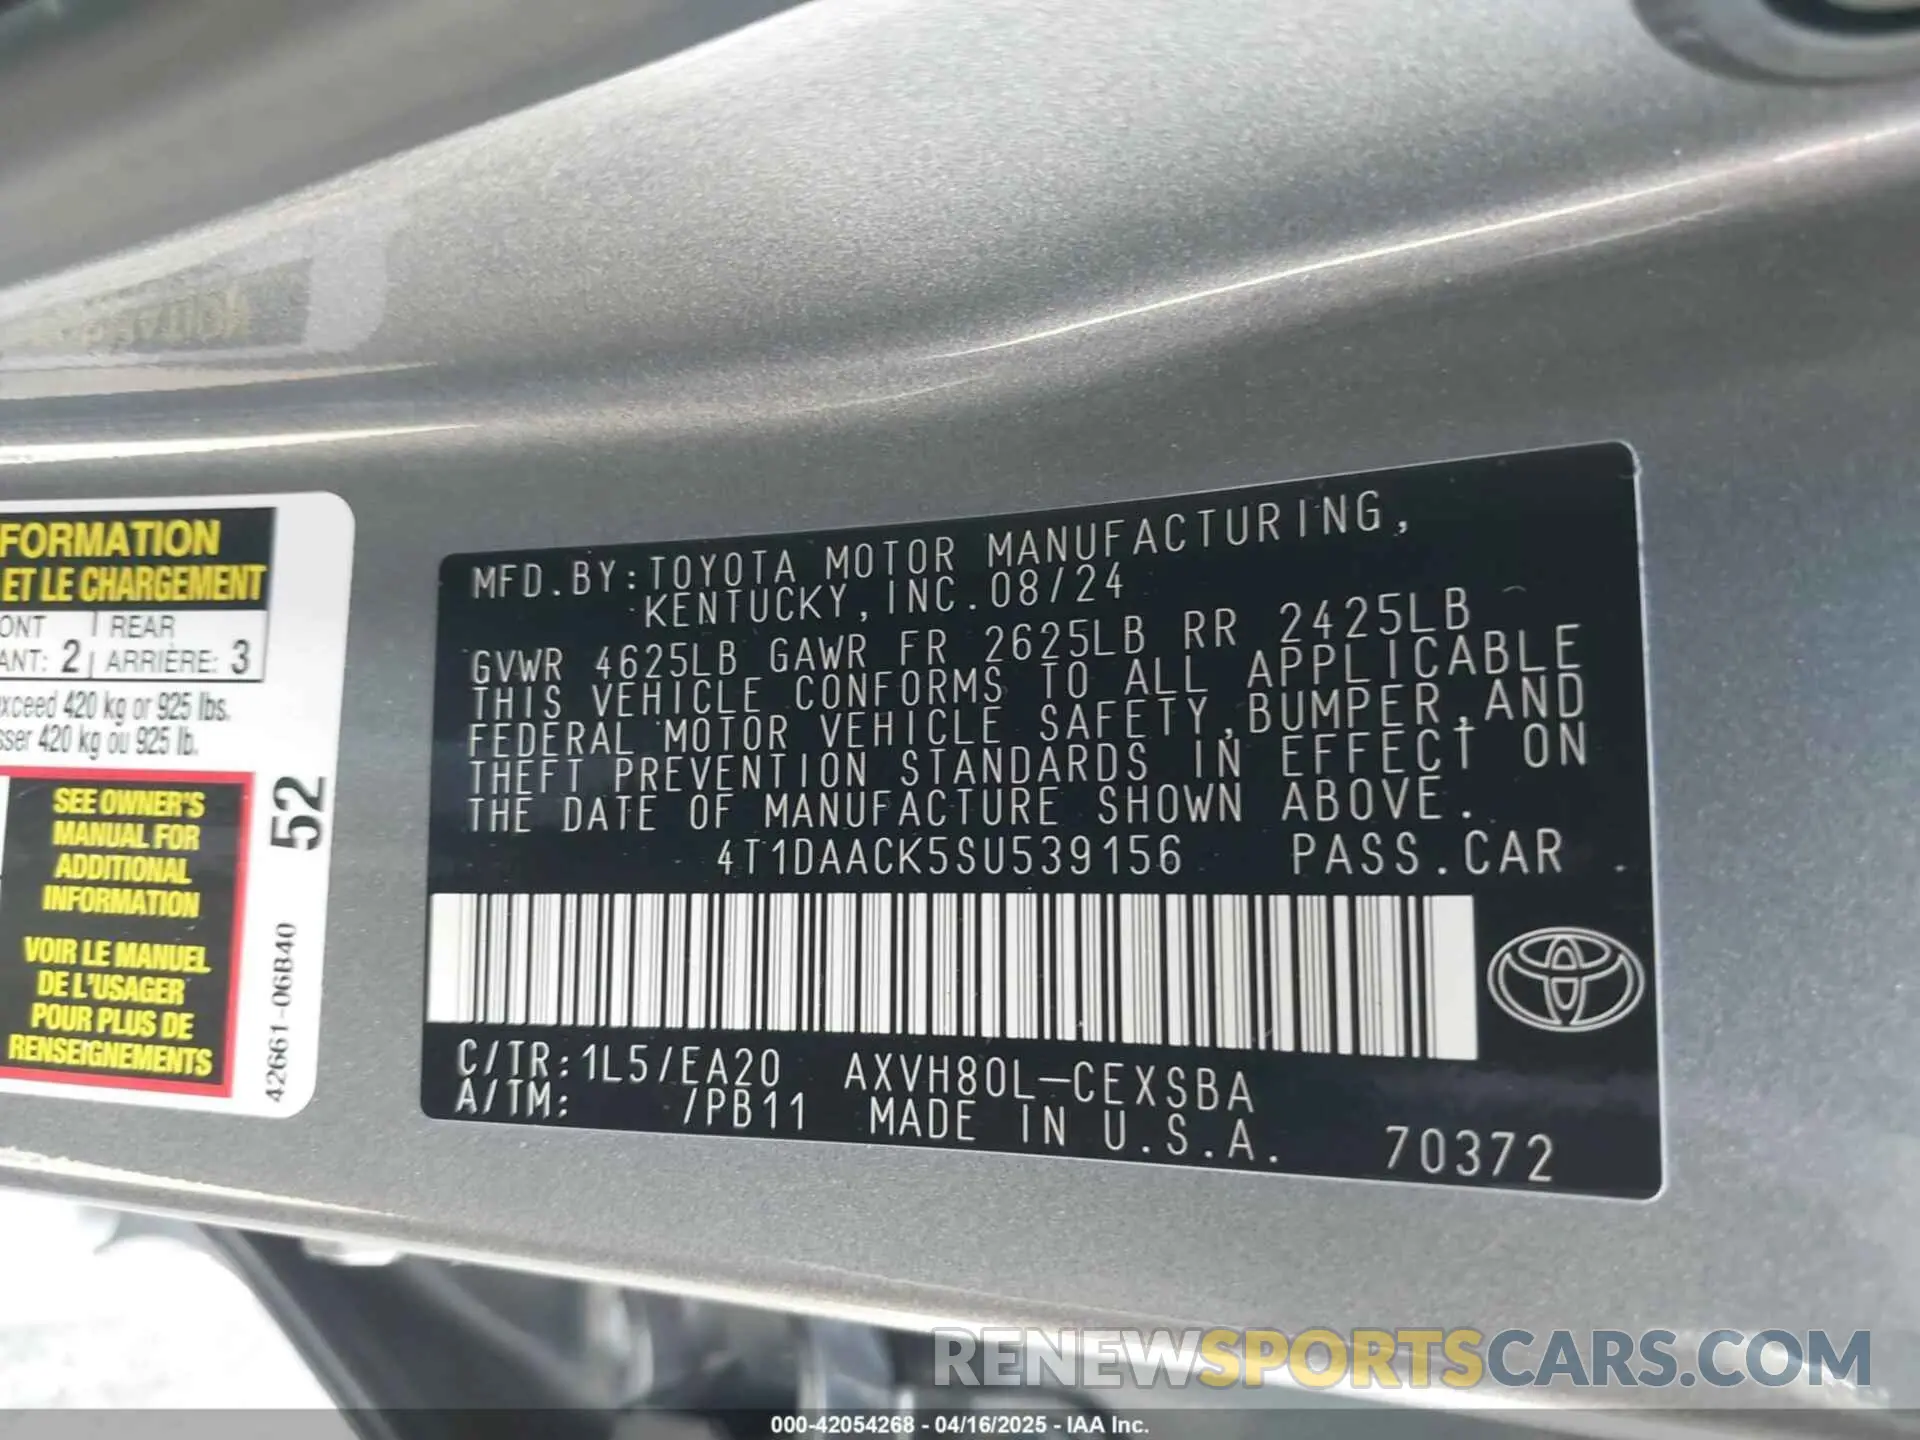 FORMATION
ET LE CHARGEMENT
ONT REAR
ANT: 2 ARRIÈRE: 3
xceed 420 kg or 925 lbs.
sser 420 kg ou 925 lb.
SEE OWNER'S
MANUAL FOR
ADDITIONAL
INFORMATION
VOIR LE MANUEL
DE L'USAGER
POUR PLUS DE
RENSEIGNEMENTS
52
42661-06B40
MFD.BY:TOYOTA MOTOR MANUFACTURING,
KENTUCKY,INC.08/24
GVWR 4625LB GAWR FR 2625LB RR 2425LB
THIS VEHICLE CONFORMS TO ALL APPLICABLE
FEDERAL MOTOR VEHICLE SAFETY,BUMPER,AND
THEFT PREVENTION STANDARDS IN EFFECT ON
THE DATE OF MANUFACTURE SHOWN ABOVE.
4T1DAACK5SU539156 PASS.CAR
C/TR:1L5/EA20 AXVH80L-CEXSBA
A/TM: /PB11 MADE IN U.S.A. 70372
RENEWSPORTSCARS.COM
000-42054268 - 04/16/2025 - IAA Inc.